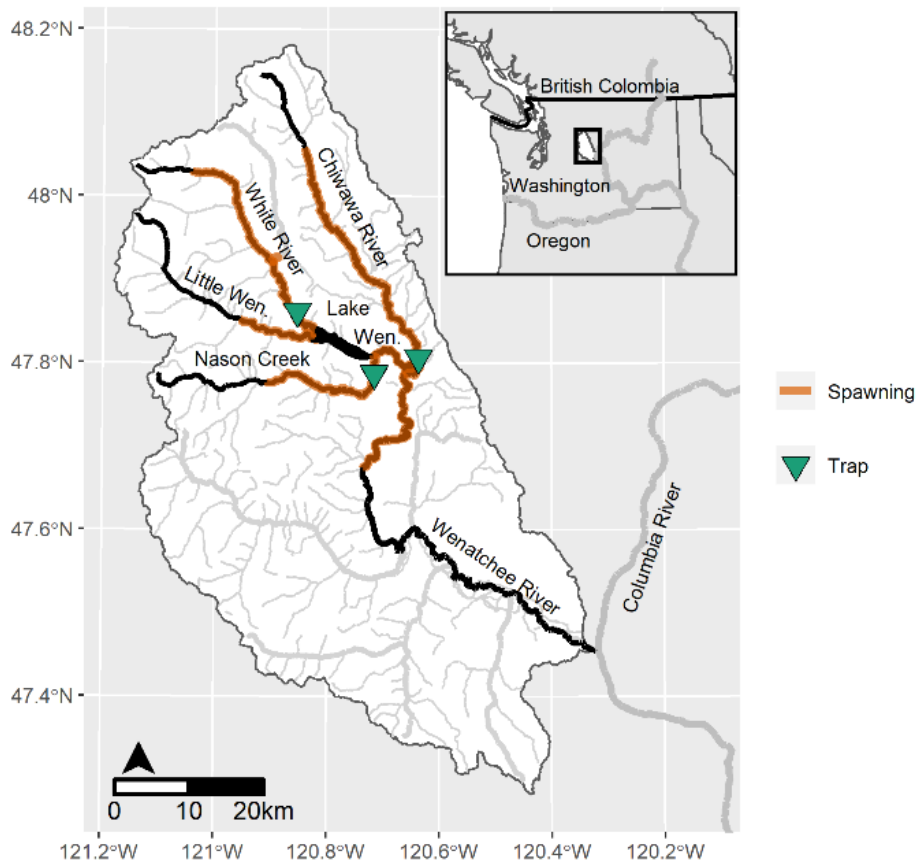 48.2°N
48°N
47.8°N
47.6°N
47.4°N
British Colombia
Washington
Oregon
Chiwawa River
White River
Little Wen.
Lake
Wen.
Nason Creek
Wenatchee River
Columbia River
Spawning
Trap
0 10 20km
121.2°W 121°W 120.8°W 120.6°W 120.4°W 120.2°W